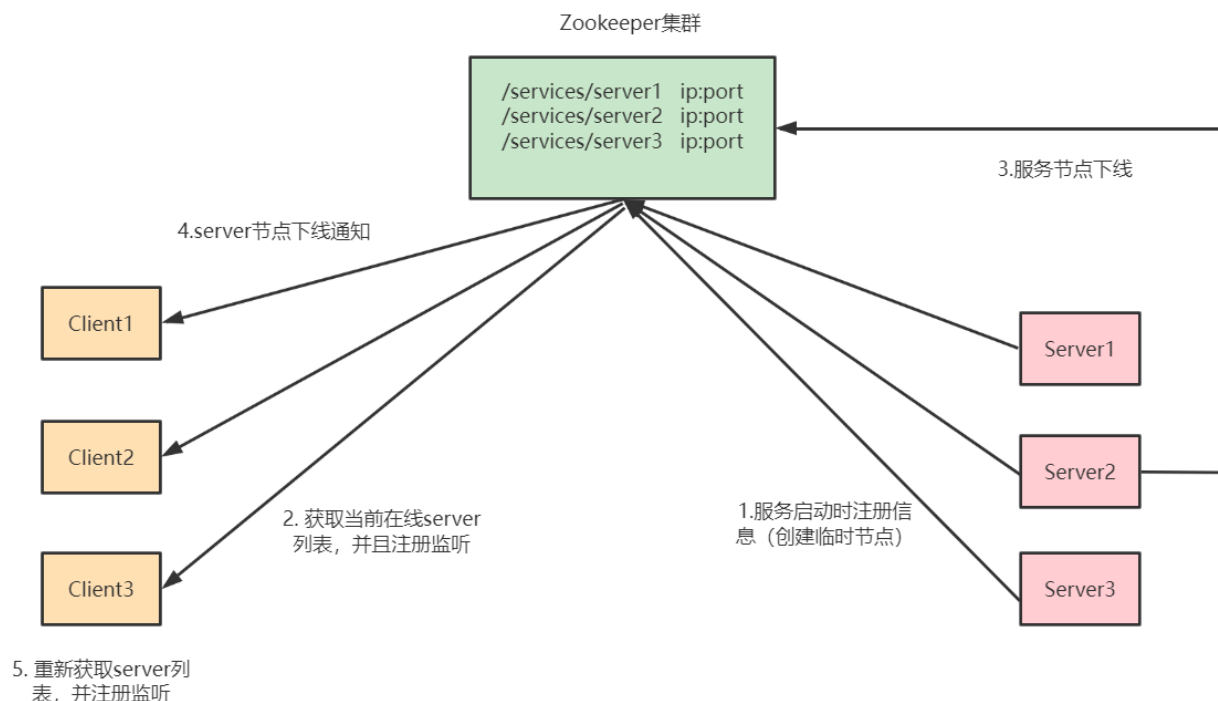 Zookeeper集群
/services/server1 ip:port
/services/server2 ip:port
/services/server3 ip:port
3.服务节点下线
4.server节点下线通知
Client1
Server1
Client2
Server2
2. 获取当前在线server
列表，并且注册监听
1.服务启动时注册信
息（创建临时节点）
Client3
Server3
5. 重新获取server列
表，并注册监听